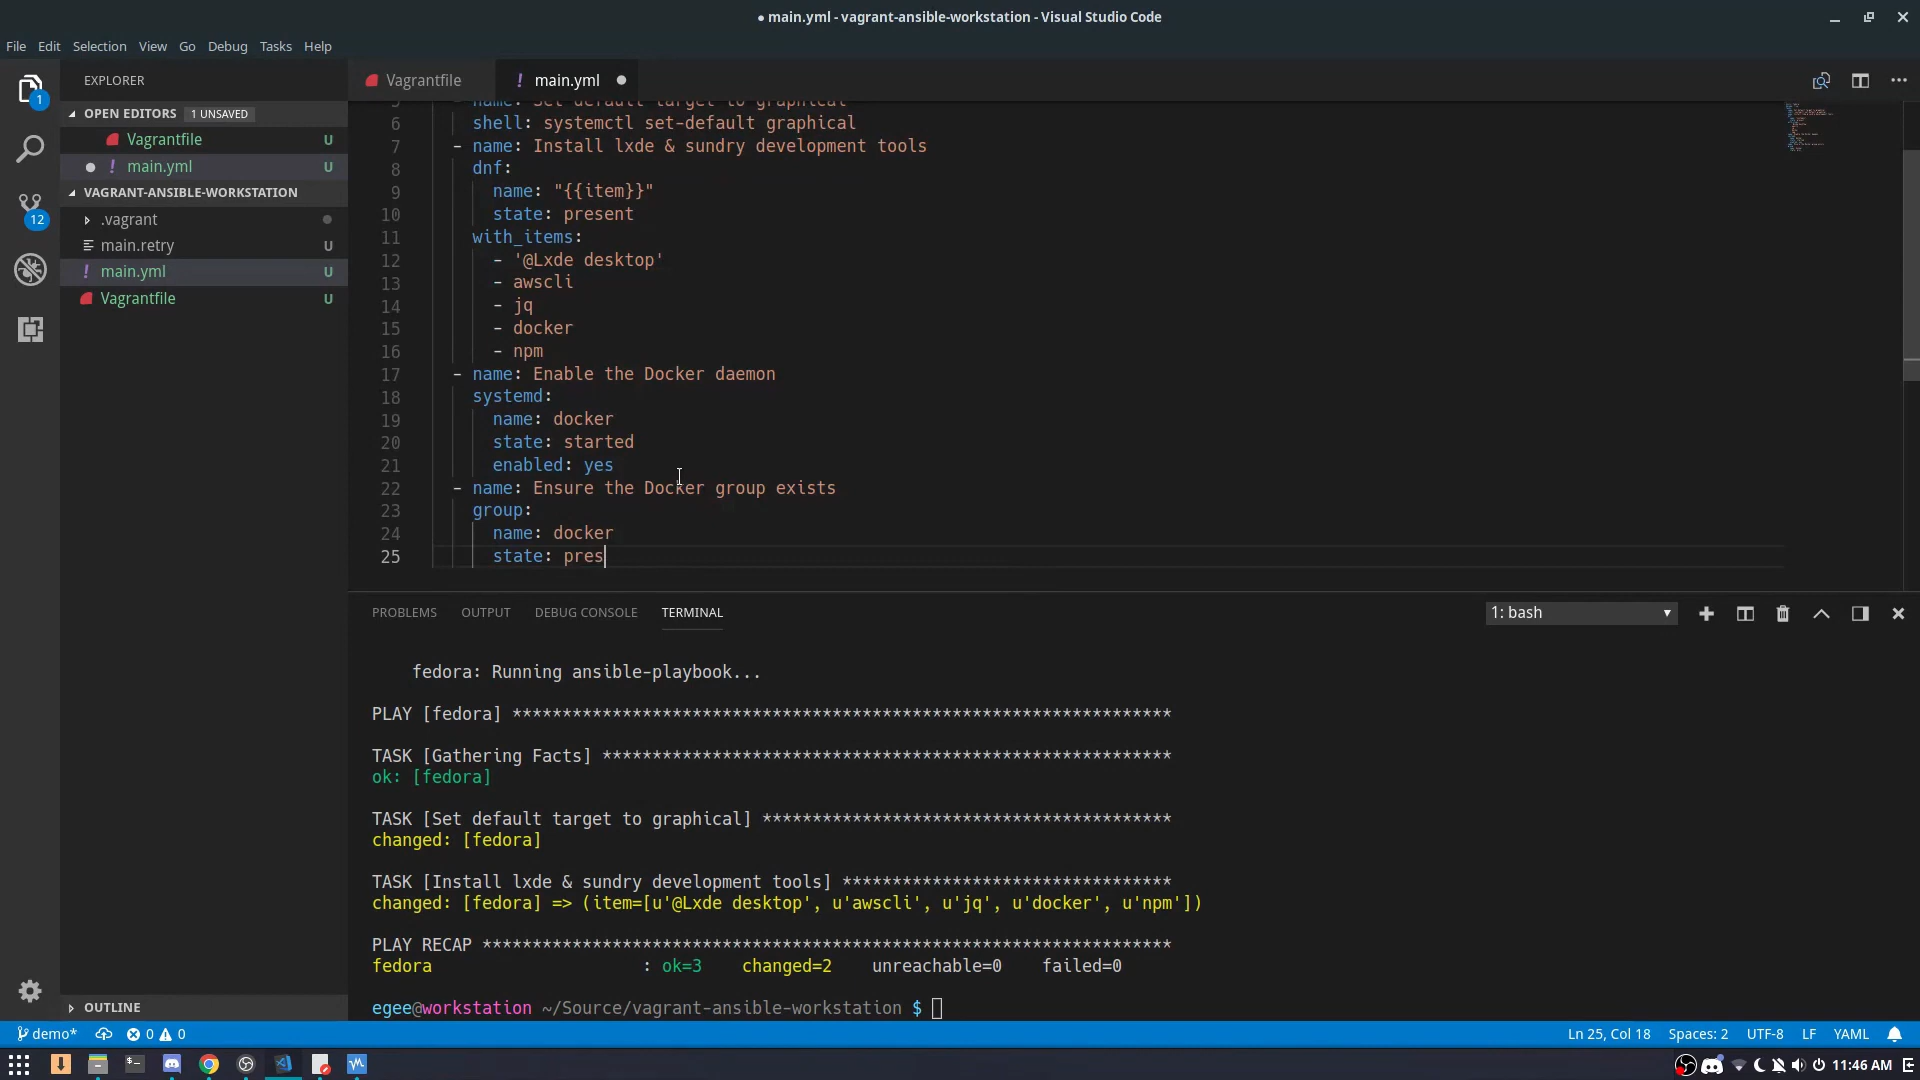 ● main.yml - vagrant-ansible-workstation - Visual Studio Code
File Edit Selection View Go Debug Tasks Help
EXPLORER
OPEN EDITORS 1 UNSAVED
Vagrantfile U
● ! main.yml U
VAGRANT-ANSIBLE-WORKSTATION
.vagrant
main.retry U
! main.yml U
Vagrantfile U
OUTLINE
1
12
Vagrantfile
! main.yml ●
5 - name: Set default target to graphical
6 shell: systemctl set-default graphical
7 - name: Install lxde & sundry development tools
8 dnf:
9 name: "{{item}}"
10 state: present
11 with_items:
12 - '@Lxde desktop'
13 - awscli
14 - jq
15 - docker
16 - npm
17 - name: Enable the Docker daemon
18 systemd:
19 name: docker
20 state: started
21 enabled: yes
22 - name: Ensure the Docker group exists
23 group:
24 name: docker
25 state: pres
PROBLEMS OUTPUT DEBUG CONSOLE TERMINAL
1: bash
fedora: Running ansible-playbook...
PLAY [fedora] ******************************************************************
TASK [Gathering Facts] *********************************************************
ok: [fedora]
TASK [Set default target to graphical] *****************************************
changed: [fedora]
TASK [Install lxde & sundry development tools] *********************************
changed: [fedora] => (item=[u'@Lxde desktop', u'awscli', u'jq', u'docker', u'npm'])
PLAY RECAP *********************************************************************
fedora : ok=3 changed=2 unreachable=0 failed=0
egee@workstation ~/Source/vagrant-ansible-workstation $
demo* 0 0
Ln 25, Col 18 Spaces: 2 UTF-8 LF YAML
11:46 AM